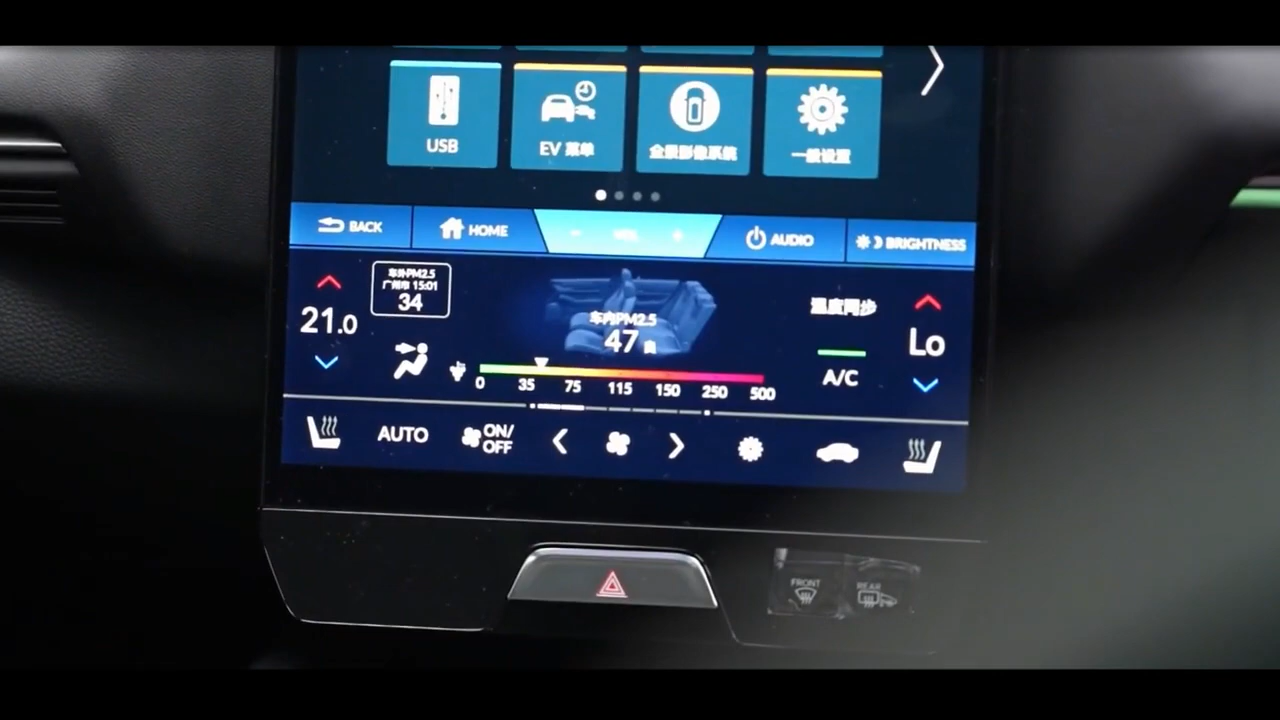 USB
EV 菜单
全景影像系统
一般设置
BACK
HOME
AUDIO
BRIGHTNESS
车外PM2.5
广州市 15:01
34
21.0
车内PM2.5
47 良
温度同步
Lo
A/C
0 35 75 115 150 250 500
AUTO
ON/
OFF
FRONT
REAR